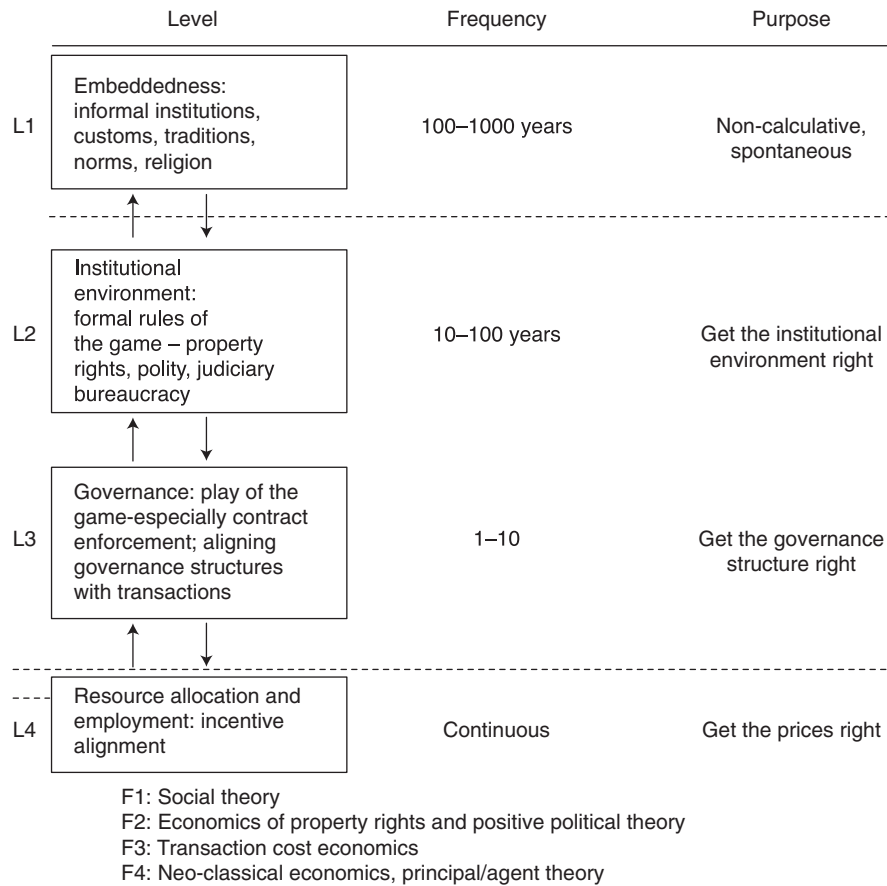 Level Frequency Purpose
L1
Embeddedness:
informal institutions,
customs, traditions,
norms, religion
100–1000 years
Non-calculative,
spontaneous
L2
Institutional
environment:
formal rules of
the game – property
rights, polity, judiciary
bureaucracy
10–100 years
Get the institutional
environment right
L3
Governance: play of the
game-especially contract
enforcement; aligning
governance structures
with transactions
1–10
Get the governance
structure right
L4
Resource allocation and
employment: incentive
alignment
Continuous
Get the prices right
F1: Social theory
F2: Economics of property rights and positive political theory
F3: Transaction cost economics
F4: Neo-classical economics, principal/agent theory